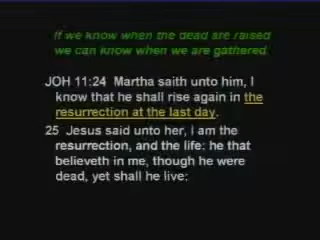 If we know when the dead are raised
we can know when we are gathered.
JOH 11:24  Martha saith unto him, I
know that he shall rise again in the
resurrection at the last day.
25  Jesus said unto her, I am the
resurrection, and the life: he that
believeth in me, though he were
dead, yet shall he live: